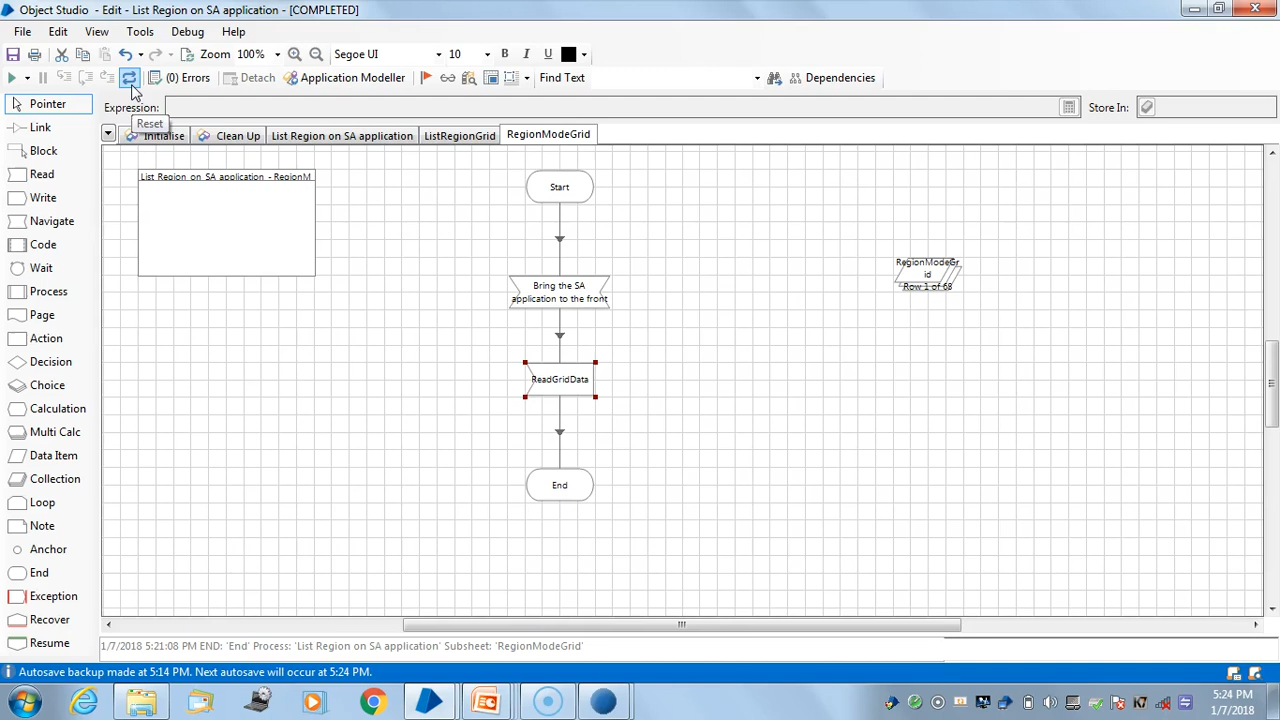 Object Studio - Edit - List Region on SA application - [COMPLETED]
File Edit View Tools Debug Help
Zoom 100% Segoe UI 10 B I U
(0) Errors Detach Application Modeller Find Text Dependencies
Pointer Expression: Store In:
Reset
Initialise Clean Up List Region on SA application ListRegionGrid RegionModeGrid
Link
Block
Read
Write
Navigate
Code
Wait
Process
Page
Action
Decision
Choice
Calculation
Multi Calc
Data Item
Collection
Loop
Note
Anchor
End
Exception
Recover
Resume
List Region on SA application - RegionM
Start
Bring the SA
application to the front
ReadGridData
End
RegionModeGr
id
Row 1 of 68
1/7/2018 5:21:08 PM END: 'End' Process: 'List Region on SA application' Subsheet: 'RegionModeGrid'
Autosave backup made at 5:14 PM. Next autosave will occur at 5:24 PM.
5:24 PM
1/7/2018